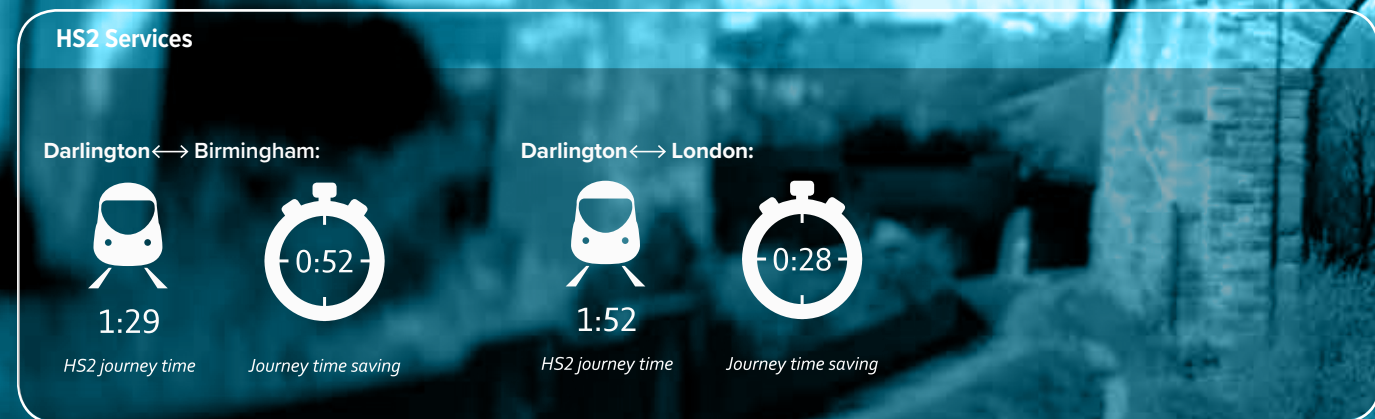 HS2 Services
Darlington⟷Birmingham:
0:52
1:29
HS2 journey time
Journey time saving
Darlington⟷London:
0:28
1:52
HS2 journey time
Journey time saving